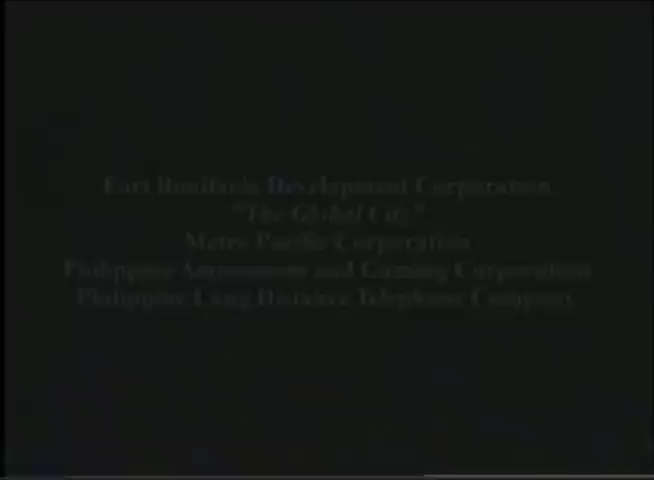 Fort Bonifacio Development Corporation
"The Global City"
Metro Pacific Corporation
Philippine Amusement and Gaming Corporation
Philippine Long Distance Telephone Company